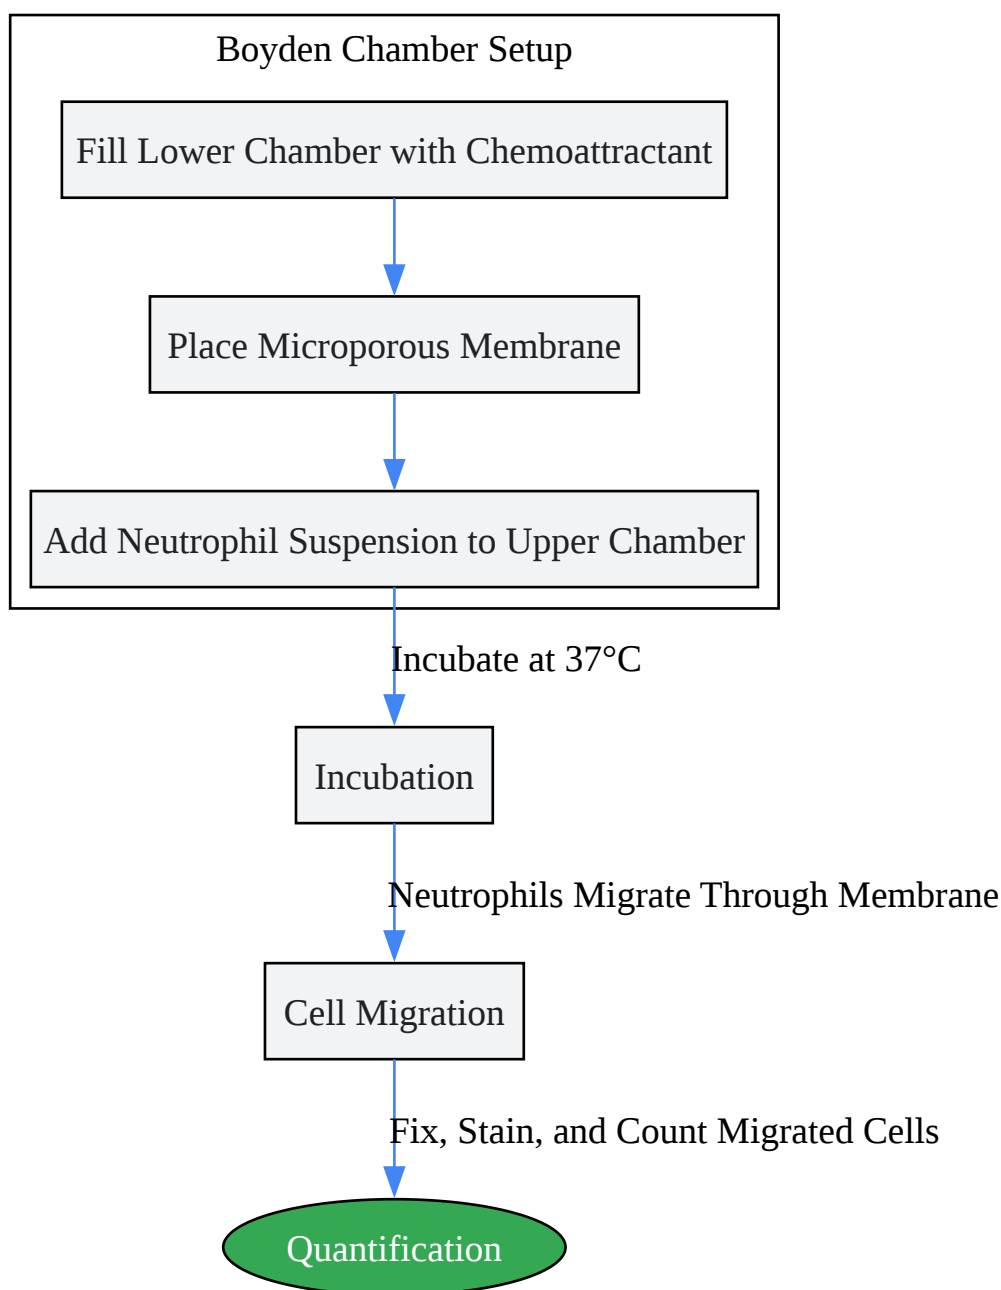 Boyden Chamber Setup
Fill Lower Chamber with Chemoattractant
Place Microporous Membrane
Add Neutrophil Suspension to Upper Chamber
Incubate at 37°C
Incubation
Neutrophils Migrate Through Membrane
Cell Migration
Fix, Stain, and Count Migrated Cells
Quantification